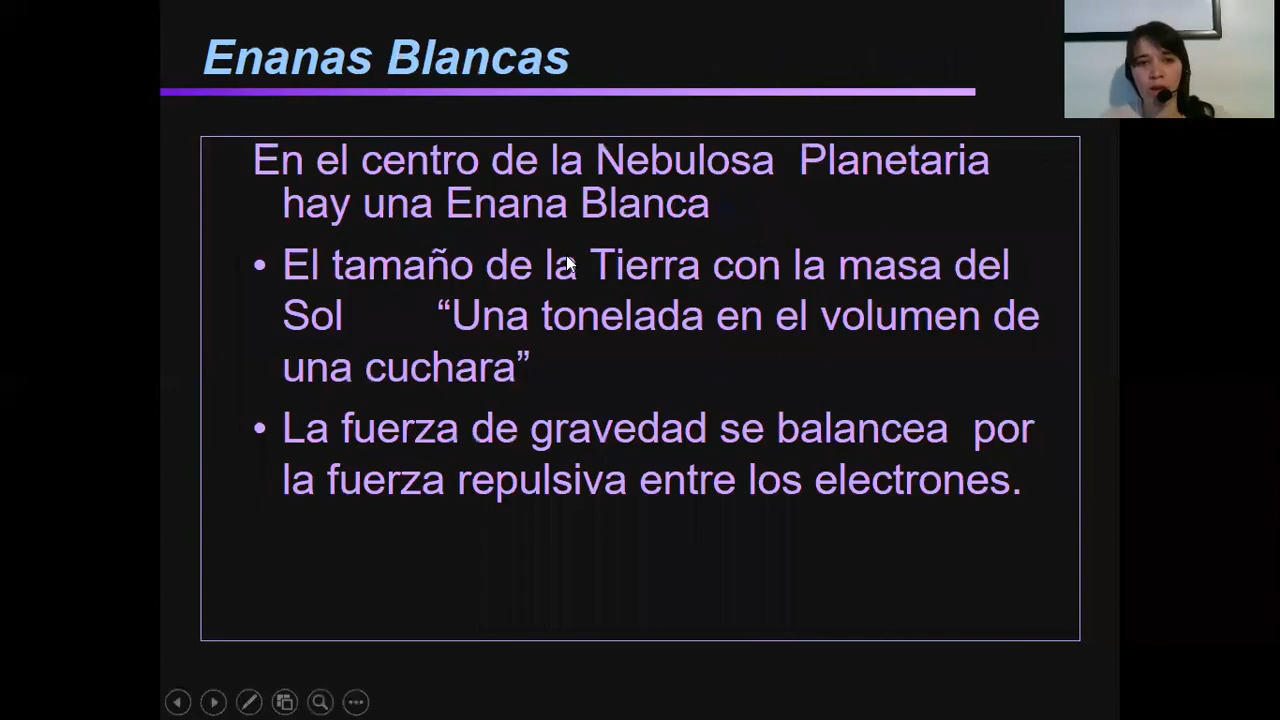 Enanas Blancas
En el centro de la Nebulosa Planetaria
hay una Enana Blanca
• El tamaño de la Tierra con la masa del
Sol “Una tonelada en el volumen de
una cuchara”
• La fuerza de gravedad se balancea por
la fuerza repulsiva entre los electrones.